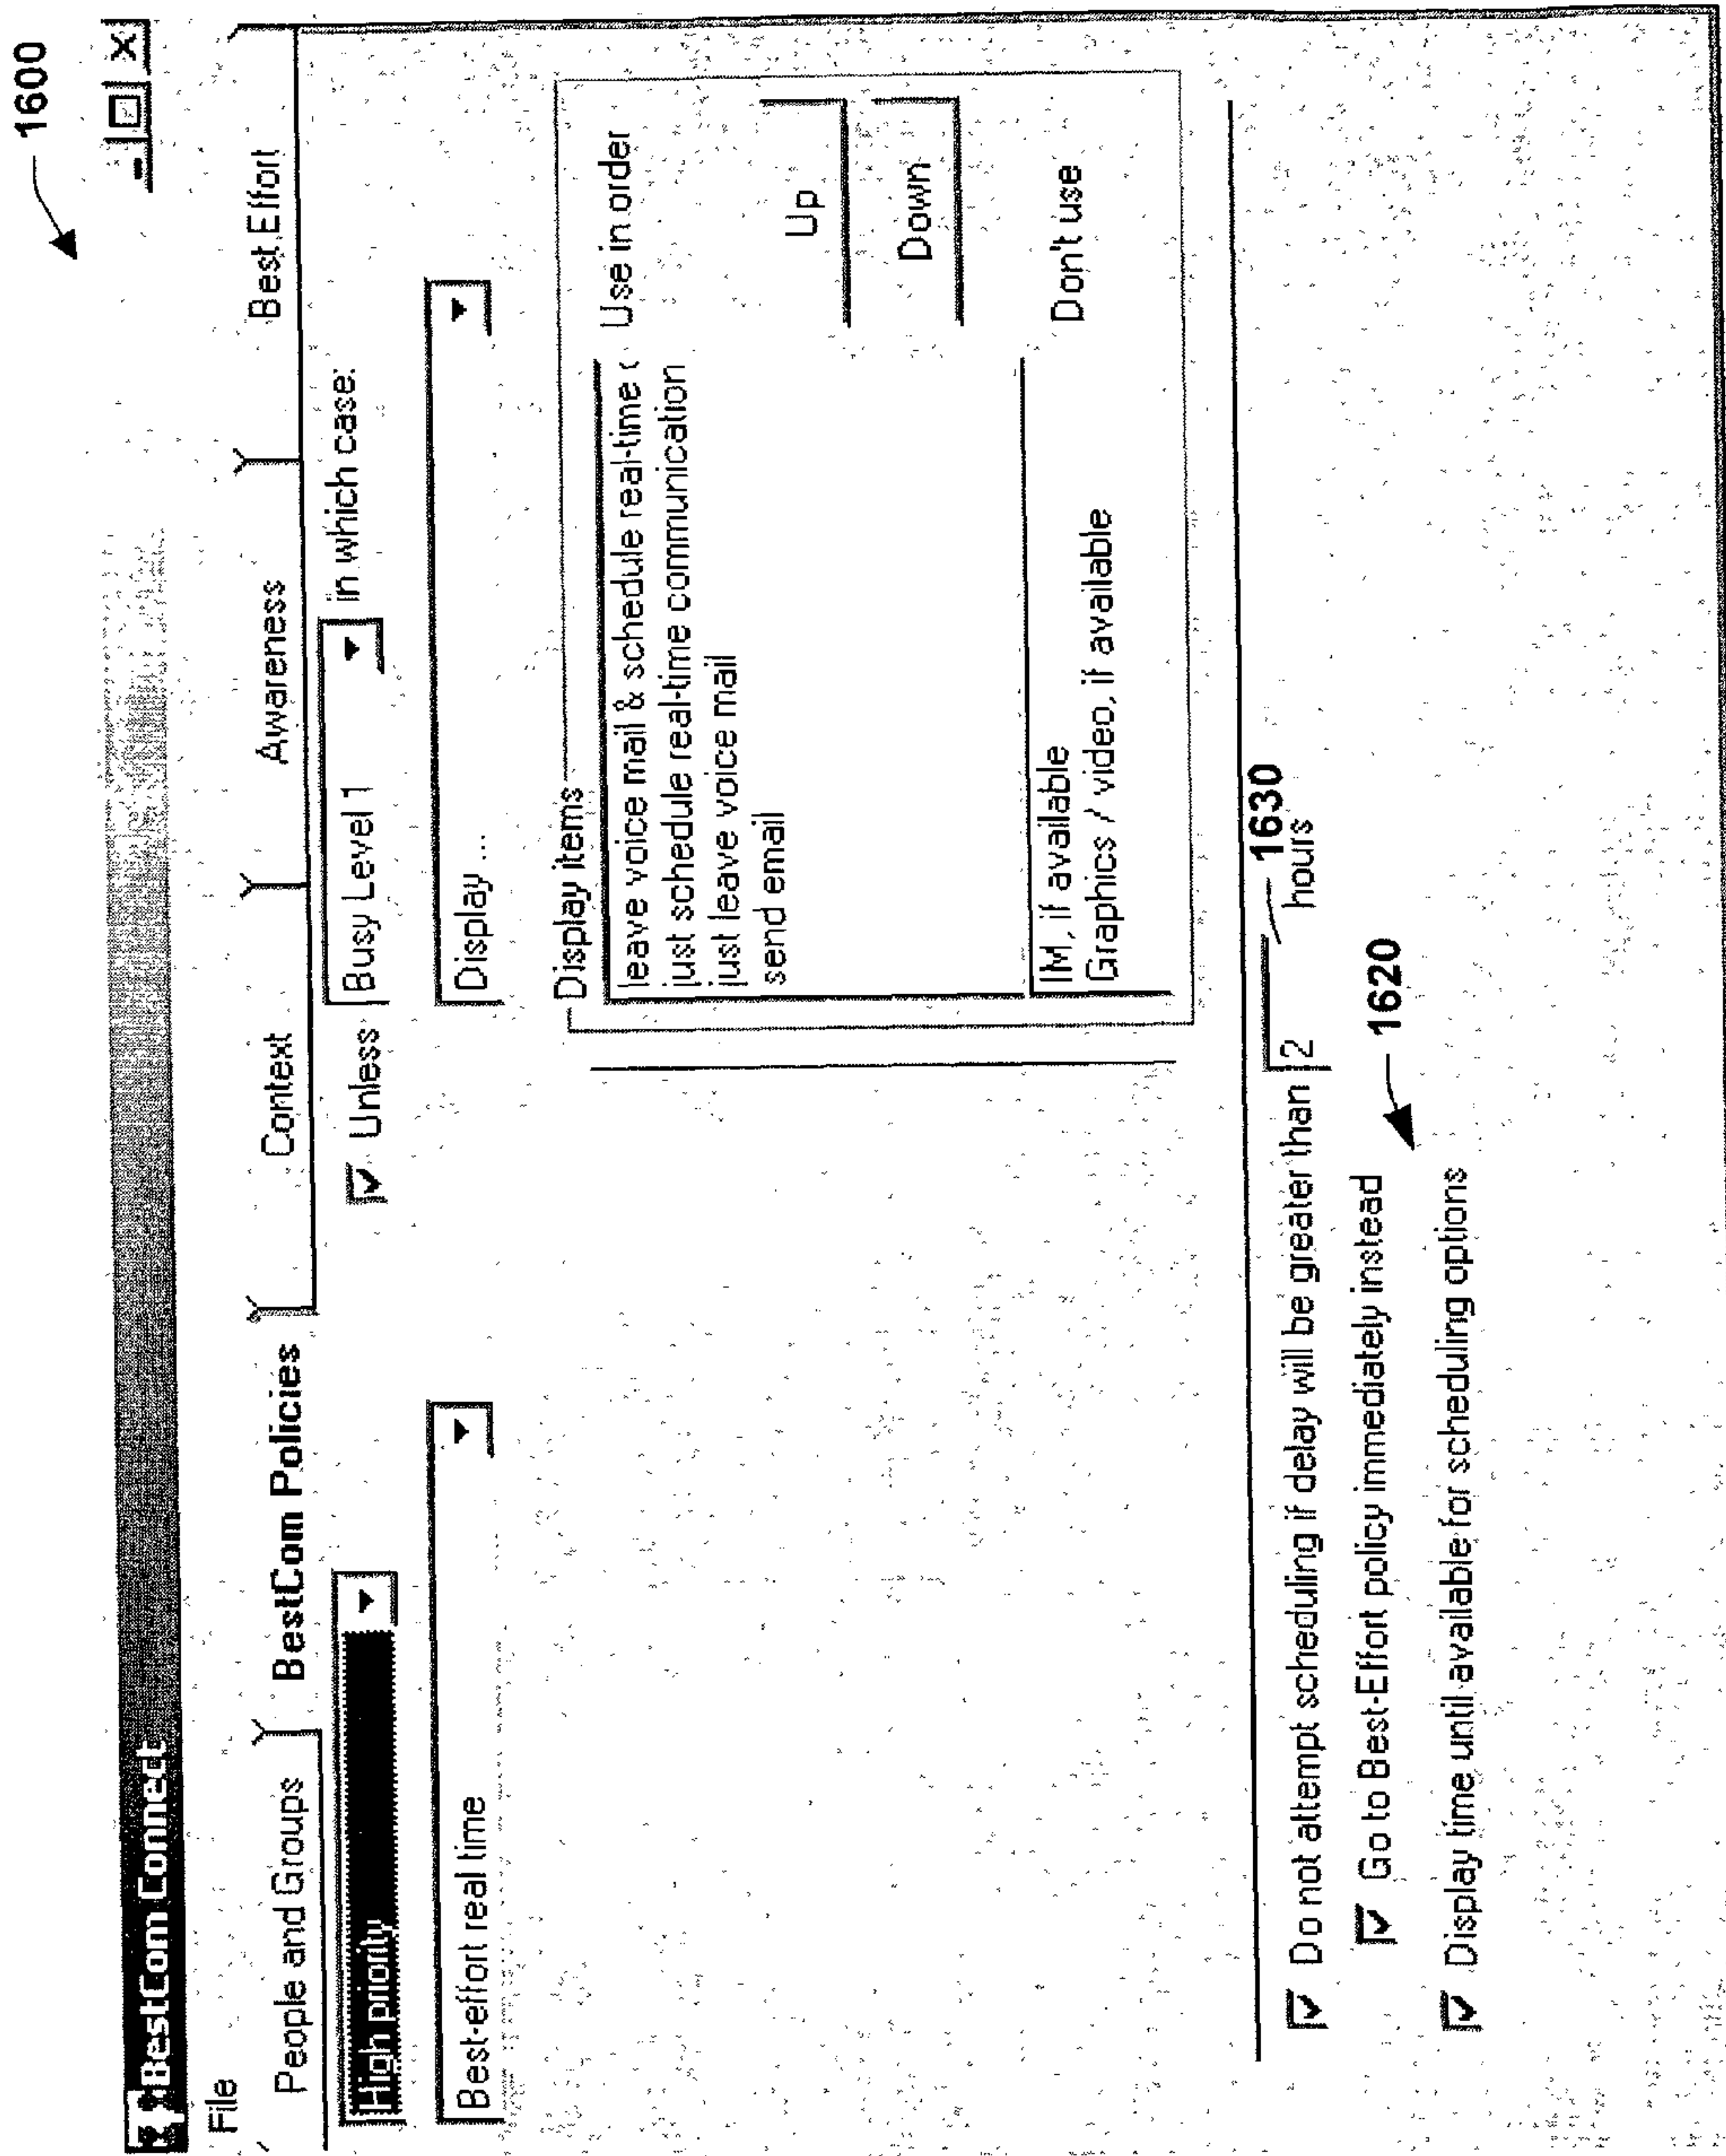 1600
BestCom Connect
File
People and Groups
BestCom Policies
Context
Awareness
Best Effort
High priority
Unless
Busy Level 1
in which case:
Best-effort real time
Display ...
Display items
leave voice mail & schedule real-time c
just schedule real-time communication
just leave voice mail
send email
Use in order
Up
Down
IM, if available
Graphics / video, if available
Don't use
Do not attempt scheduling if delay will be greater than 2 hours
1630
Go to Best-Effort policy immediately instead
1620
Display time until available for scheduling options